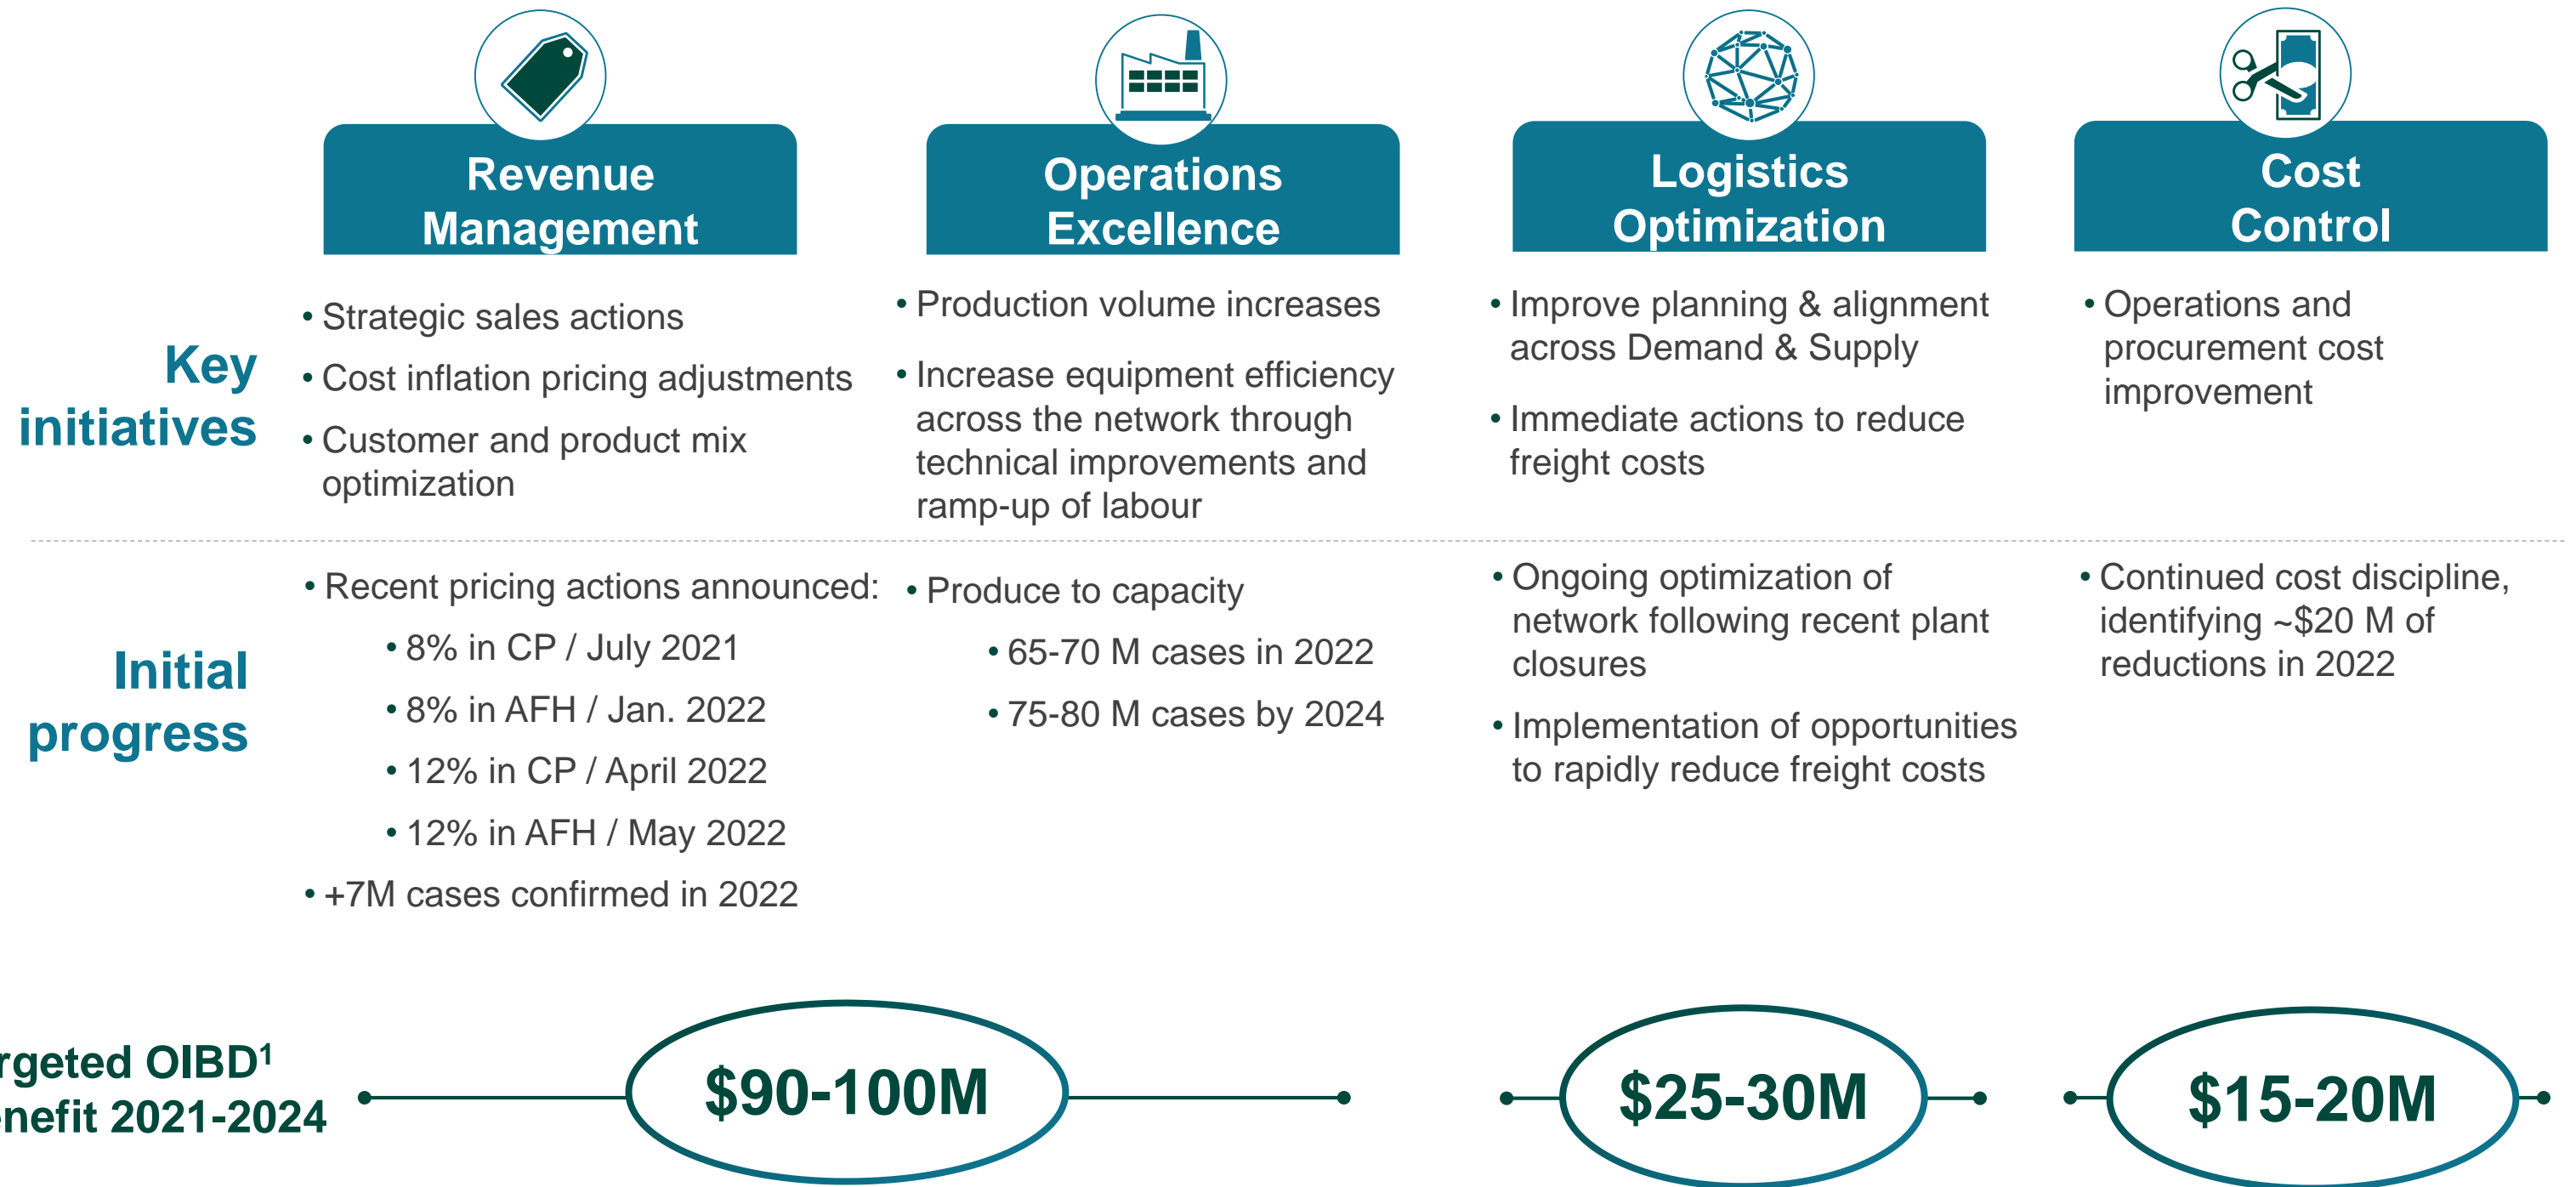 Revenue
Management
Operations
Excellence
Logistics
Optimization
Cost
Control
Key
initiatives
• Strategic sales actions
• Cost inflation pricing adjustments
• Customer and product mix
optimization
• Production volume increases
• Increase equipment efficiency
across the network through
technical improvements and
ramp-up of labour
• Improve planning & alignment
across Demand & Supply
• Immediate actions to reduce
freight costs
• Operations and
procurement cost
improvement
Initial
progress
• Recent pricing actions announced:
• 8% in CP / July 2021
• 8% in AFH / Jan. 2022
• 12% in CP / April 2022
• 12% in AFH / May 2022
• +7M cases confirmed in 2022
• Produce to capacity
• 65-70 M cases in 2022
• 75-80 M cases by 2024
• Ongoing optimization of
network following recent plant
closures
• Implementation of opportunities
to rapidly reduce freight costs
• Continued cost discipline,
identifying ~$20 M of
reductions in 2022
rgeted OIBD¹
enefit 2021-2024
$90-100M
$25-30M
$15-20M